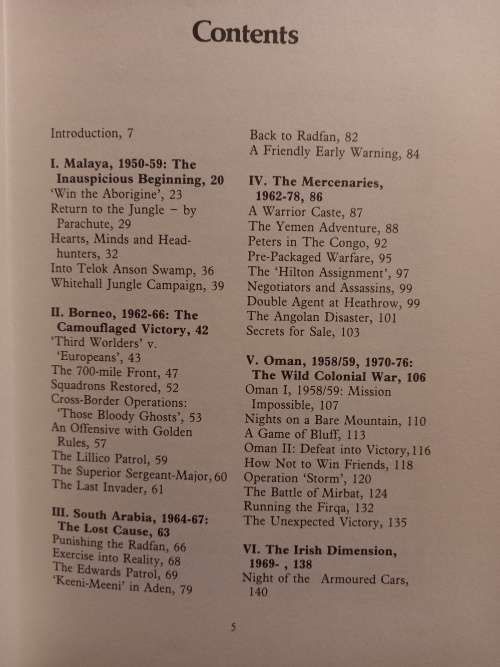 Contents
Introduction, 7
I. Malaya, 1950-59: The
Inauspicious Beginning, 20
‘Win the Aborigine’, 23
Return to the Jungle – by
Parachute, 29
Hearts, Minds and Head-
hunters, 32
Into Telok Anson Swamp, 36
Whitehall Jungle Campaign, 39
II. Borneo, 1962-66: The
Camouflaged Victory, 42
‘Third Worlders’ v.
‘Europeans’, 43
The 700-mile Front, 47
Squadrons Restored, 52
Cross-Border Operations:
‘Those Bloody Ghosts’, 53
An Offensive with Golden
Rules, 57
The Lillico Patrol, 59
The Superior Sergeant-Major, 60
The Last Invader, 61
III. South Arabia, 1964-67:
The Lost Cause, 63
Punishing the Radfan, 66
Exercise into Reality, 68
The Edwards Patrol, 69
‘Keeni-Meeni’ in Aden, 79
Back to Radfan, 82
A Friendly Early Warning, 84
IV. The Mercenaries,
1962-78, 86
A Warrior Caste, 87
The Yemen Adventure, 88
Peters in The Congo, 92
Pre-Packaged Warfare, 95
The ‘Hilton Assignment’, 97
Negotiators and Assassins, 99
Double Agent at Heathrow, 99
The Angolan Disaster, 101
Secrets for Sale, 103
V. Oman, 1958/59, 1970-76:
The Wild Colonial War, 106
Oman I, 1958/59: Mission
Impossible, 107
Nights on a Bare Mountain, 110
A Game of Bluff, 113
Oman II: Defeat into Victory, 116
How Not to Win Friends, 118
Operation ‘Storm’, 120
The Battle of Mirbat, 124
Running the Firqa, 132
The Unexpected Victory, 135
VI. The Irish Dimension,
1969- , 138
Night of the Armoured Cars,
140
5